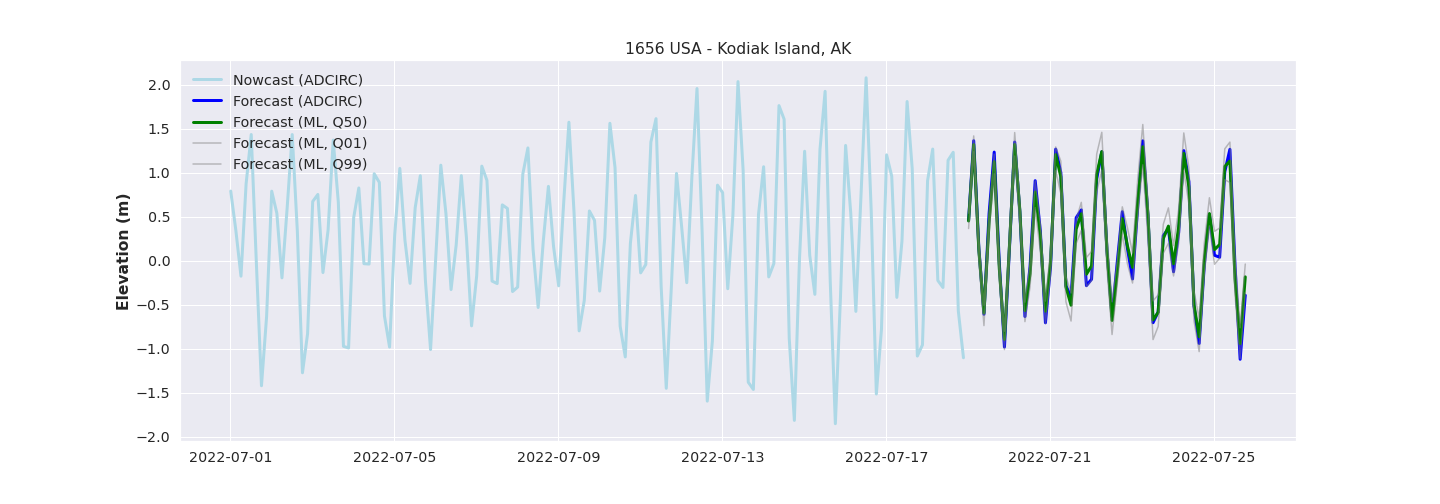 1656 USA - Kodiak Island, AK
Nowcast (ADCIRC)
Forecast (ADCIRC)
Forecast (ML, Q50)
Forecast (ML, Q01)
Forecast (ML, Q99)
Elevation (m)
2.0
1.5
1.0
0.5
0.0
−0.5
−1.0
−1.5
−2.0
2022-07-01 2022-07-05 2022-07-09 2022-07-13 2022-07-17 2022-07-21 2022-07-25